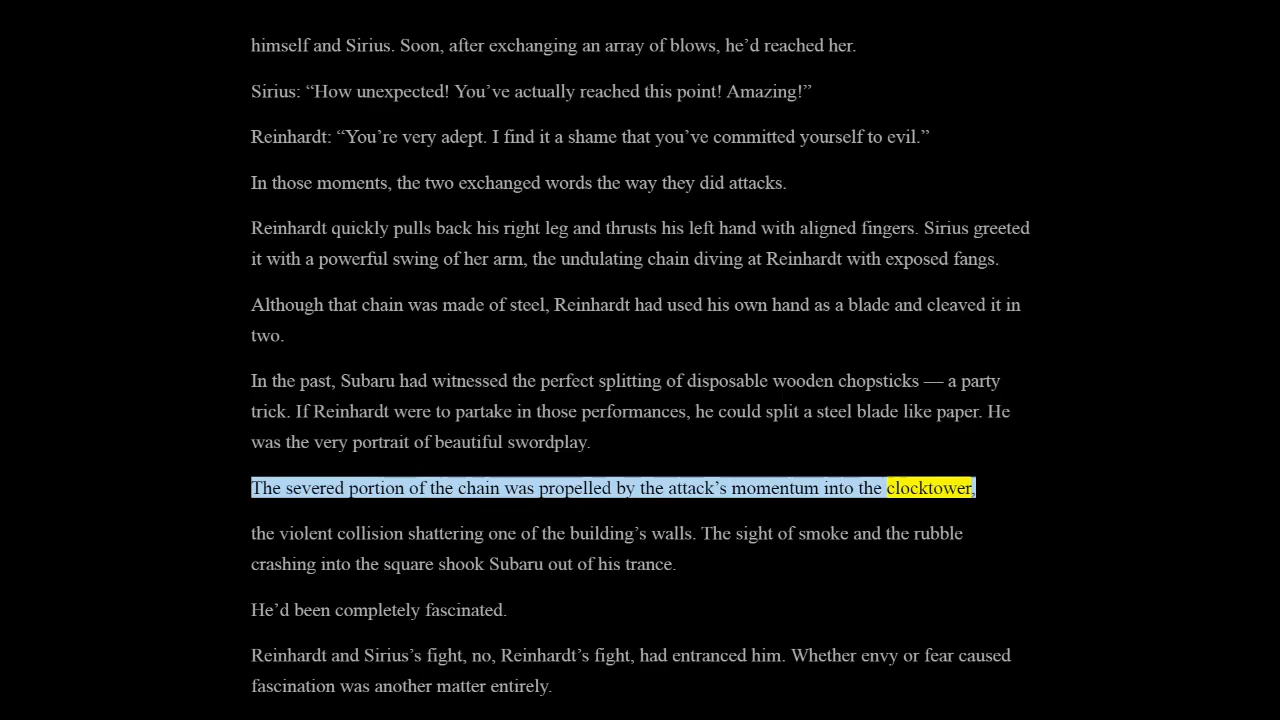 himself and Sirius. Soon, after exchanging an array of blows, he’d reached her.
Sirius: “How unexpected! You’ve actually reached this point! Amazing!”
Reinhardt: “You’re very adept. I find it a shame that you’ve committed yourself to evil.”
In those moments, the two exchanged words the way they did attacks.
Reinhardt quickly pulls back his right leg and thrusts his left hand with aligned fingers. Sirius greeted
it with a powerful swing of her arm, the undulating chain diving at Reinhardt with exposed fangs.
Although that chain was made of steel, Reinhardt had used his own hand as a blade and cleaved it in
two.
In the past, Subaru had witnessed the perfect splitting of disposable wooden chopsticks — a party
trick. If Reinhardt were to partake in those performances, he could split a steel blade like paper. He
was the very portrait of beautiful swordplay.
The severed portion of the chain was propelled by the attack’s momentum into the clocktower,
the violent collision shattering one of the building’s walls. The sight of smoke and the rubble
crashing into the square shook Subaru out of his trance.
He’d been completely fascinated.
Reinhardt and Sirius’s fight, no, Reinhardt’s fight, had entranced him. Whether envy or fear caused
fascination was another matter entirely.